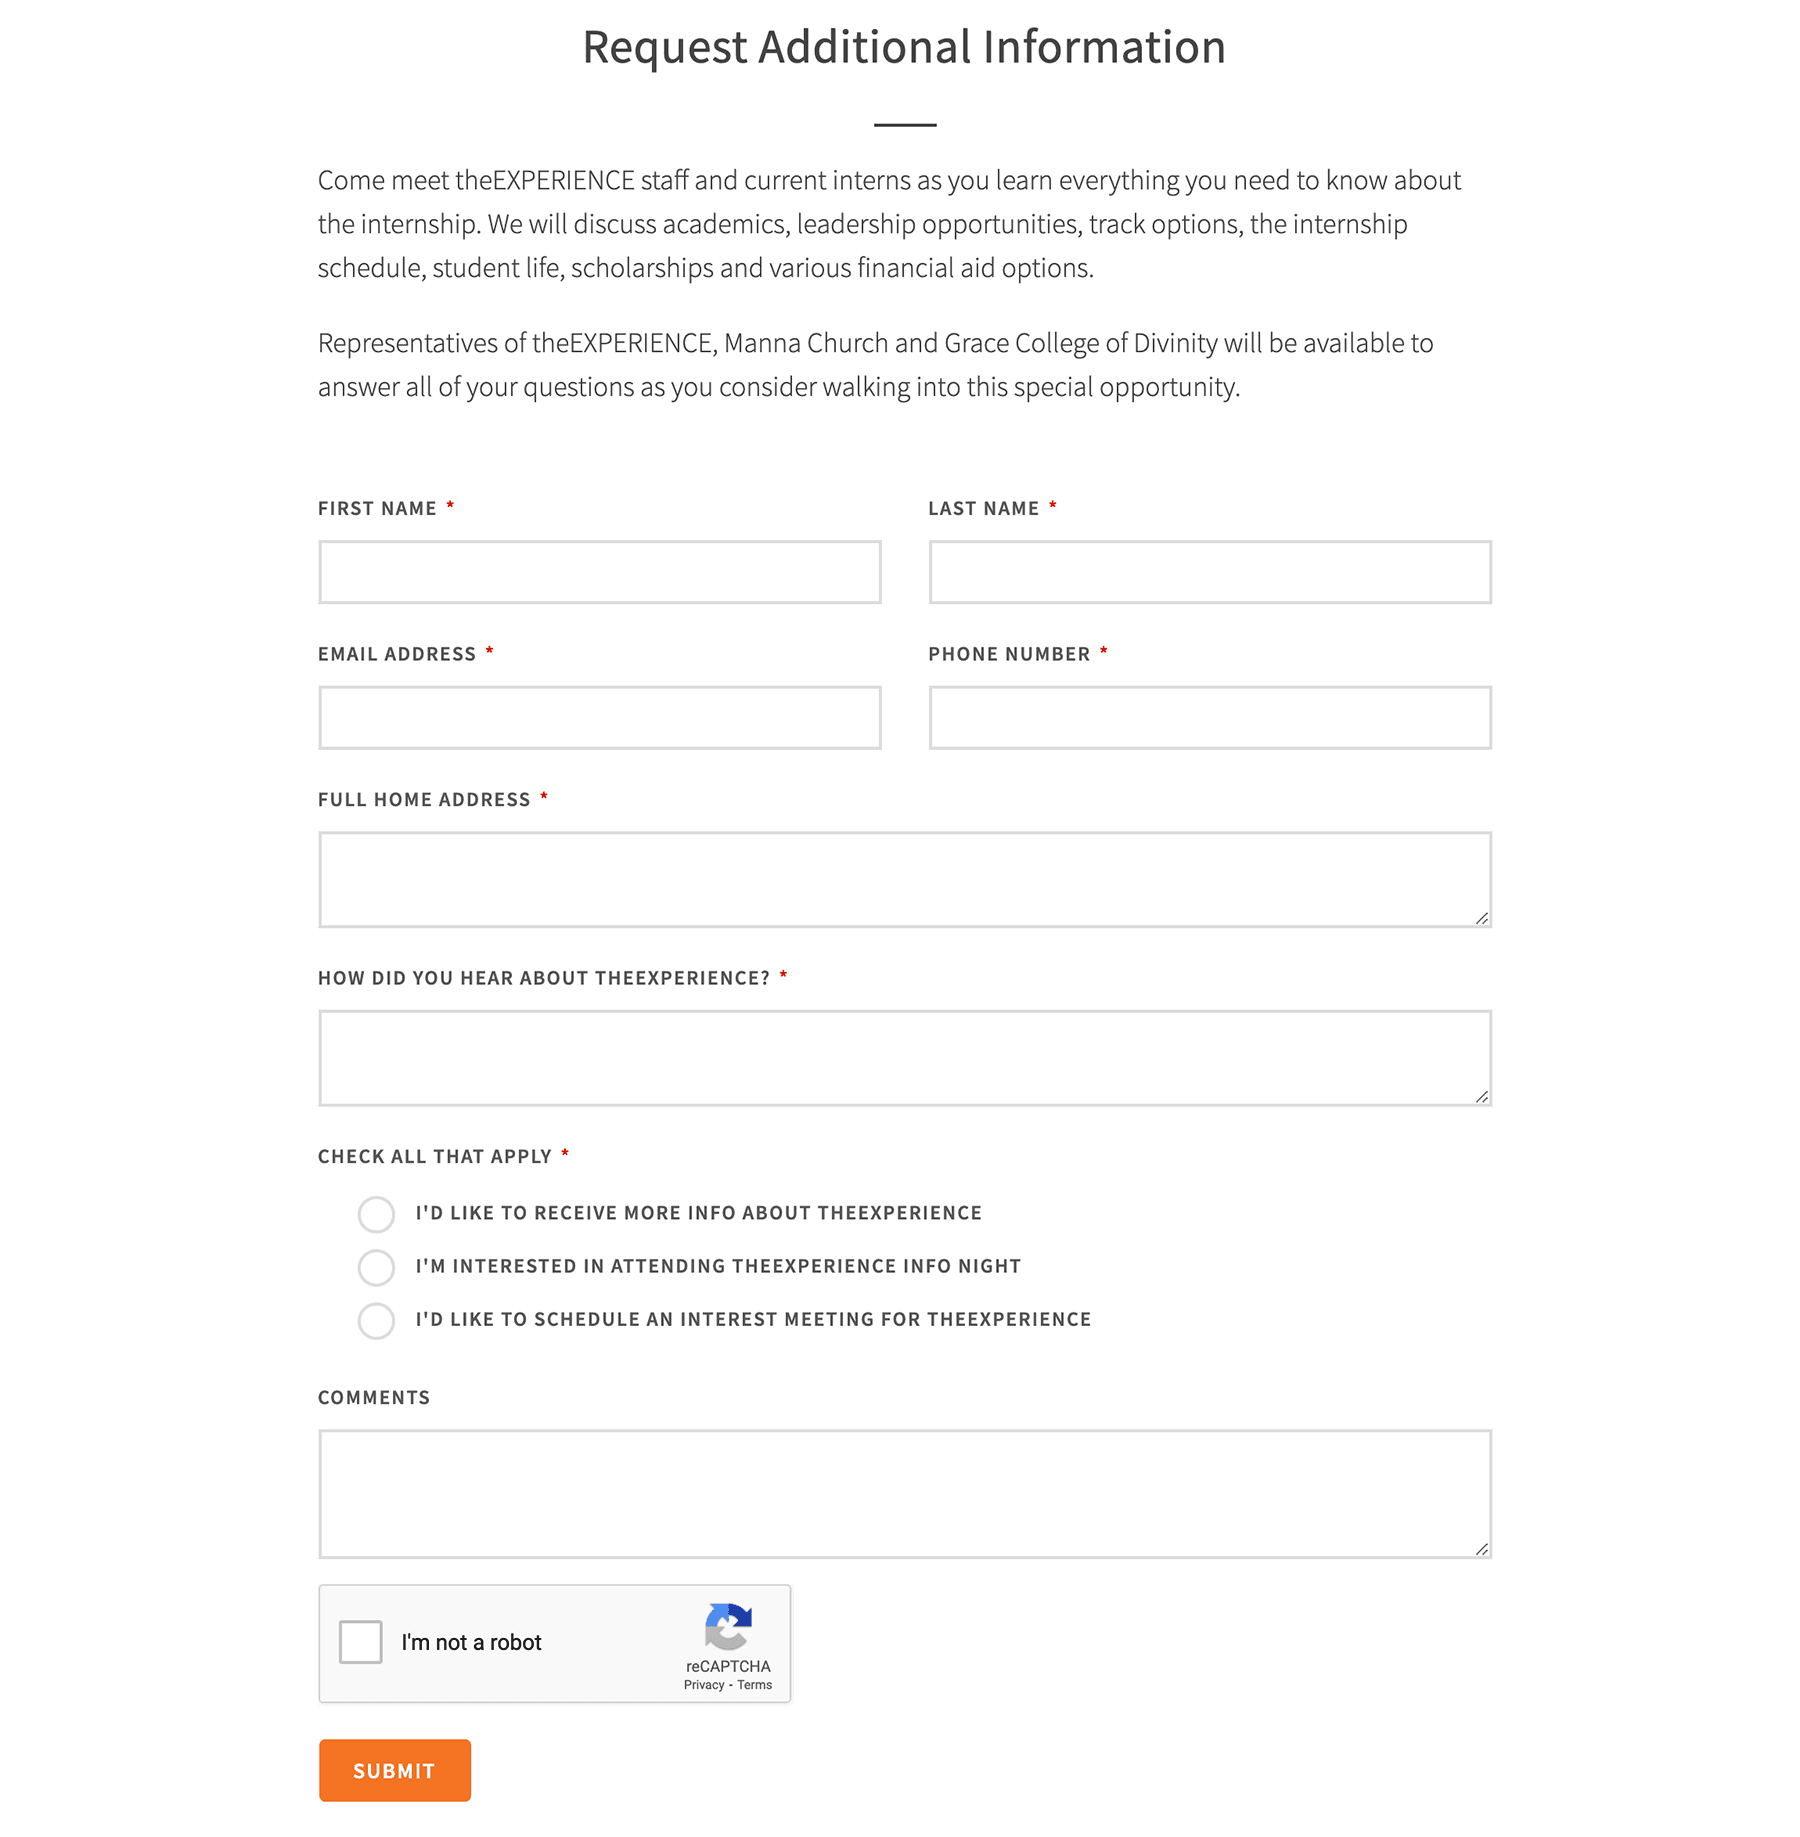 Request Additional Information
Come meet theEXPERIENCE staff and current interns as you learn everything you need to know about
the internship. We will discuss academics, leadership opportunities, track options, the internship
schedule, student life, scholarships and various financial aid options.
Representatives of theEXPERIENCE, Manna Church and Grace College of Divinity will be available to
answer all of your questions as you consider walking into this special opportunity.
FIRST NAME *
LAST NAME *
EMAIL ADDRESS *
PHONE NUMBER *
FULL HOME ADDRESS *
HOW DID YOU HEAR ABOUT THEEXPERIENCE? *
CHECK ALL THAT APPLY *
I'D LIKE TO RECEIVE MORE INFO ABOUT THEEXPERIENCE
I'M INTERESTED IN ATTENDING THEEXPERIENCE INFO NIGHT
I'D LIKE TO SCHEDULE AN INTEREST MEETING FOR THEEXPERIENCE
COMMENTS
I'm not a robot
reCAPTCHA
Privacy - Terms
SUBMIT